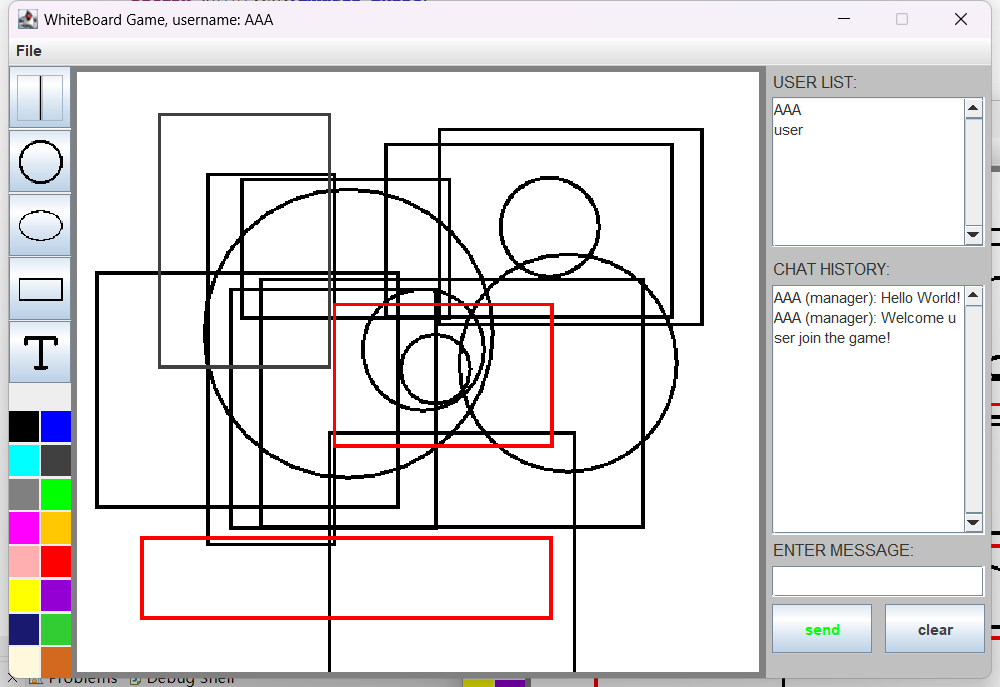 WhiteBoard Game, username: AAA
File
T
USER LIST:
AAA
user
CHAT HISTORY:
AAA (manager): Hello World!
AAA (manager): Welcome u
ser join the game!
ENTER MESSAGE:
send
clear
Problems
Debug Shell